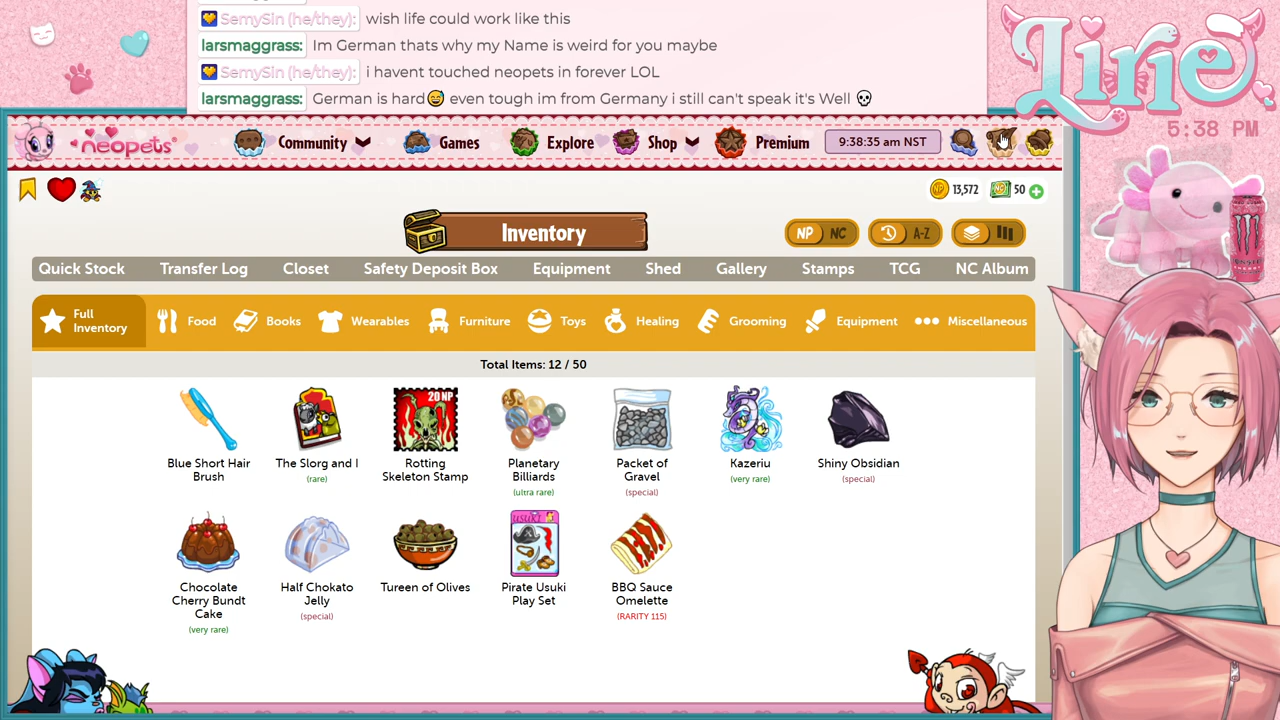 SemySin (he/they): wish life could work like this
larsmaggrass: Im German thats why my Name is weird for you maybe
SemySin (he/they): i havent touched neopets in forever LOL
larsmaggrass: German is hard😅 even tough im from Germany i still can't speak it's Well 💀
Lirie
5:38 PM
neopets
Community
Games
Explore
Shop
Premium
9:38:35 am NST
NP 13,572
NC 50
Inventory
NP NC
A-Z
Quick Stock
Transfer Log
Closet
Safety Deposit Box
Equipment
Shed
Gallery
Stamps
TCG
NC Album
Full
Inventory
Food
Books
Wearables
Furniture
Toys
Healing
Grooming
Equipment
Miscellaneous
Total Items: 12 / 50
20 NP
Blue Short Hair
Brush
The Slorg and I
(rare)
Rotting
Skeleton Stamp
Planetary
Billiards
(ultra rare)
Packet of
Gravel
(special)
Kazeriu
(very rare)
Shiny Obsidian
(special)
usuki
Chocolate
Cherry Bundt
Cake
(very rare)
Half Chokato
Jelly
(special)
Tureen of Olives
Pirate Usuki
Play Set
BBQ Sauce
Omelette
(RARITY 115)